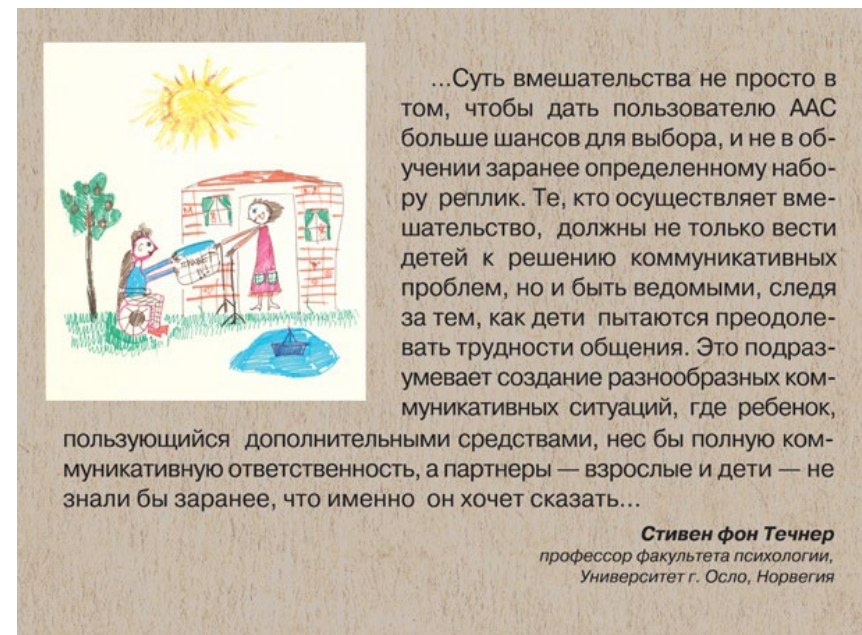 ...Суть вмешательства не просто в
том, чтобы дать пользователю ААС
больше шансов для выбора, и не в об-
учении заранее определенному набо-
ру реплик. Те, кто осуществляет вме-
шательство, должны не только вести
детей к решению коммуникативных
проблем, но и быть ведомыми, следя
за тем, как дети пытаются преодоле-
вать трудности общения. Это подраз-
умевает создание разнообразных ком-
муникативных ситуаций, где ребенок,
пользующийся дополнительными средствами, нес бы полную ком-
муникативную ответственность, а партнеры — взрослые и дети — не
знали бы заранее, что именно он хочет сказать...
Стивен фон Течнер
профессор факультета психологии,
Университет г. Осло, Норвегия